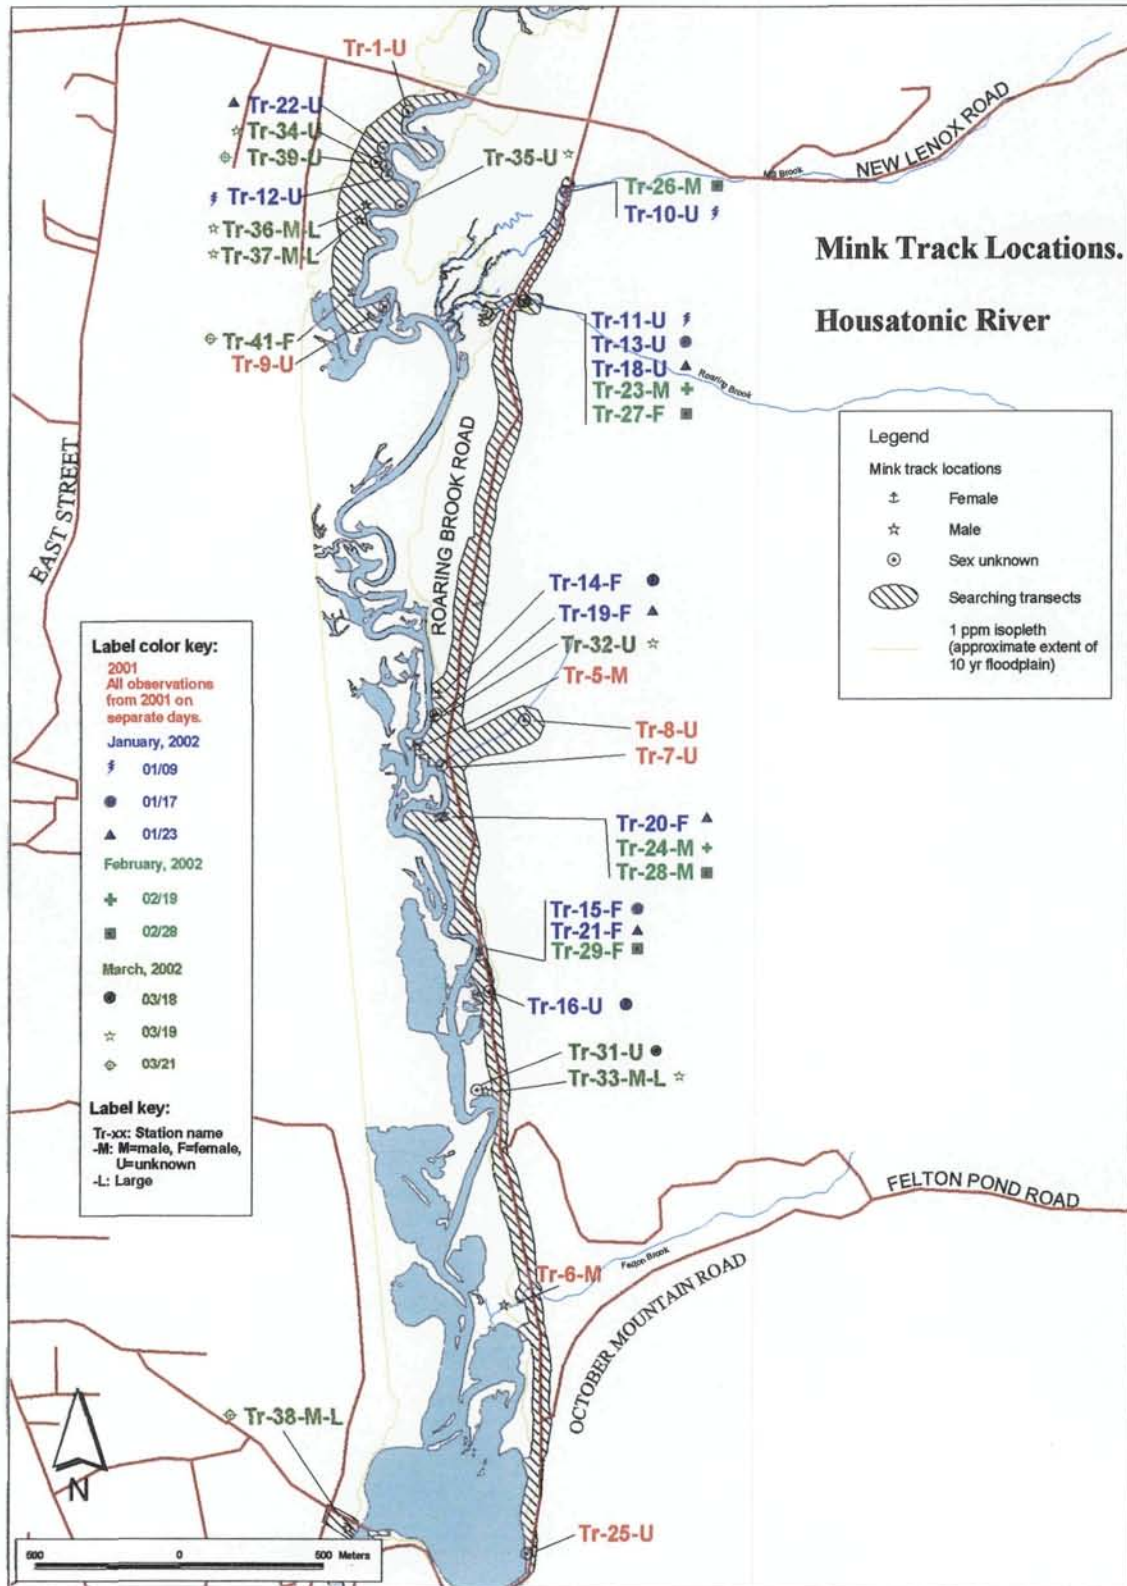 Tr-1-U
Tr-22-U
Tr-34-U
Tr-39-U
Tr-35-U
Tr-12-U
Tr-36-M-L
Tr-37-M-L
Tr-41-F
Tr-9-U
Mill Brook
NEW LENOX ROAD
Tr-26-M
Tr-10-U
Mink Track Locations.
Housatonic River
Tr-11-U
Tr-13-U
Tr-18-U
Tr-23-M
Tr-27-F
Roaring Brook
Legend
Mink track locations
Female
Male
Sex unknown
Searching transects
1 ppm isopleth
(approximate extent of
10 yr floodplain)
EAST STREET
ROARING BROOK ROAD
Tr-14-F
Tr-19-F
Tr-32-U
Tr-5-M
Tr-8-U
Tr-7-U
Label color key:
2001
All observations
from 2001 on
separate days.
January, 2002
01/09
01/17
01/23
February, 2002
02/19
02/28
March, 2002
03/18
03/19
03/21
Label key:
Tr-xx: Station name
-M: M=male, F=female,
U=unknown
-L: Large
Tr-20-F
Tr-24-M
Tr-28-M
Tr-15-F
Tr-21-F
Tr-29-F
Tr-16-U
Tr-31-U
Tr-33-M-L
FELTON POND ROAD
Felton Brook
Tr-6-M
OCTOBER MOUNTAIN ROAD
Tr-38-M-L
N
Tr-25-U
500 0 500 Meters